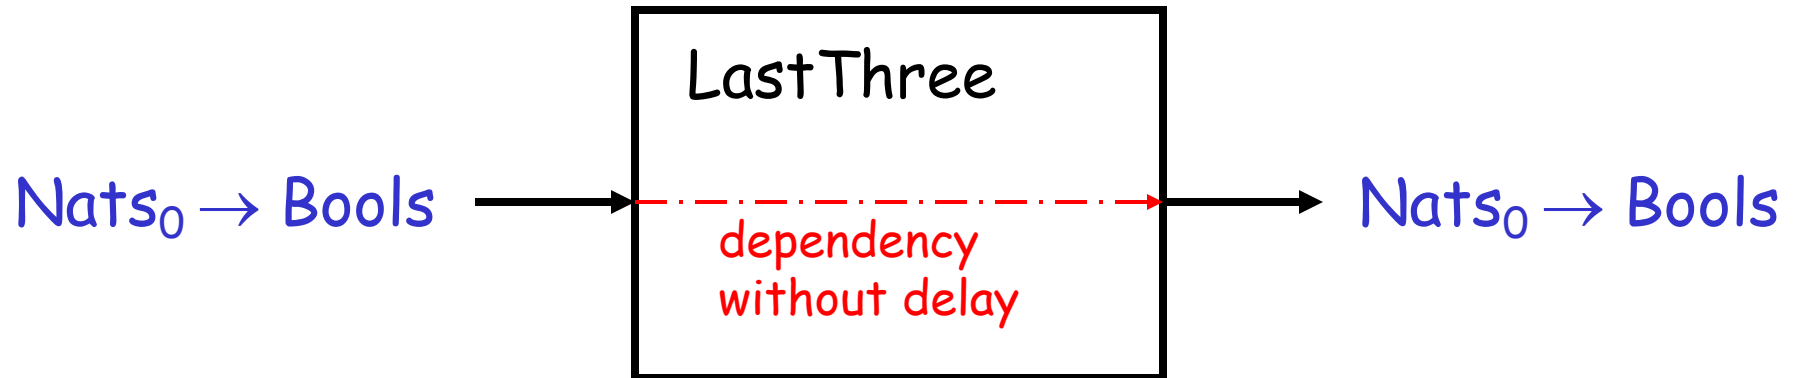 LastThree
Nats₀ → Bools
Nats₀ → Bools
dependency
without delay